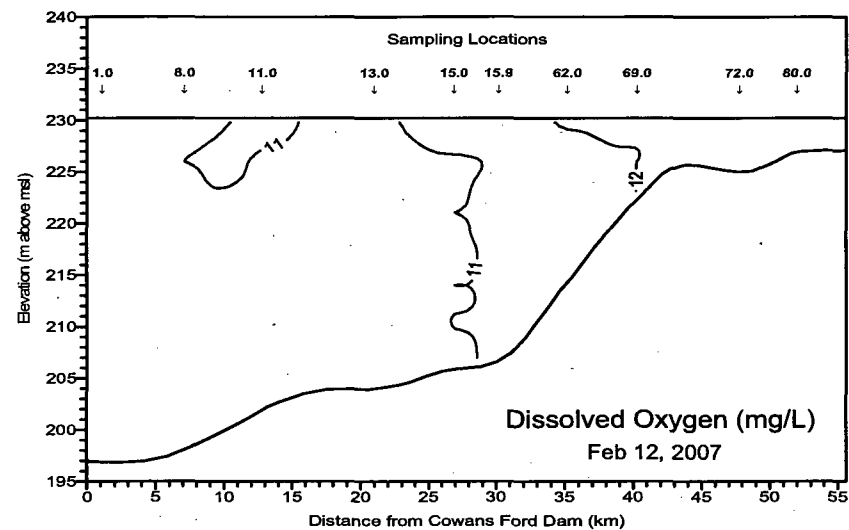 240
Sampling Locations
235
1.0 8.0 11.0 13.0 15.0 15.9 62.0 69.0 72.0 80.0
230
11
225
12
220
11
215
210
205
200
195
Elevation (m above msl)
Dissolved Oxygen (mg/L)
Feb 12, 2007
0 5 10 15 20 25 30 35 40 45 50 55
Distance from Cowans Ford Dam (km)